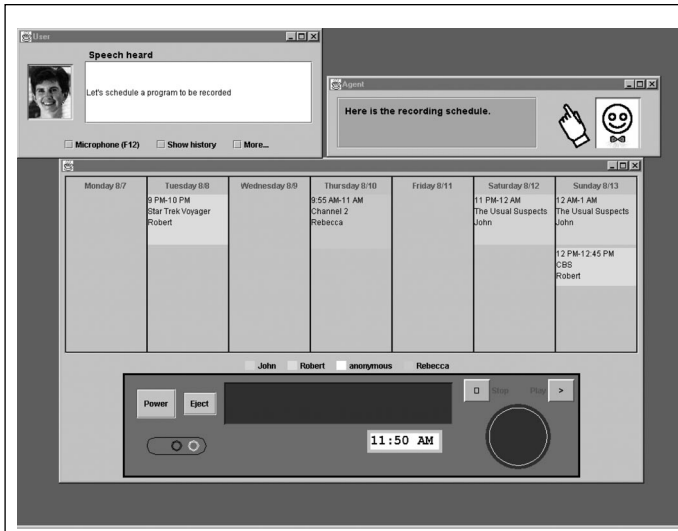 User
Speech heard
Let's schedule a program to be recorded
Microphone (F12) Show history More...
Agent
Here is the recording schedule.
Monday 8/7 Tuesday 8/8 Wednesday 8/9 Thursday 8/10 Friday 8/11 Saturday 8/12 Sunday 8/13
9 PM-10 PM
Star Trek Voyager
Robert
9:55 AM-11 AM
Channel 2
Rebecca
11 PM-12 AM
The Usual Suspects
John
12 AM-1 AM
The Usual Suspects
John
12 PM-12:45 PM
CBS
Robert
John Robert anonymous Rebecca
Power Eject
Stop Play >
11:50 AM